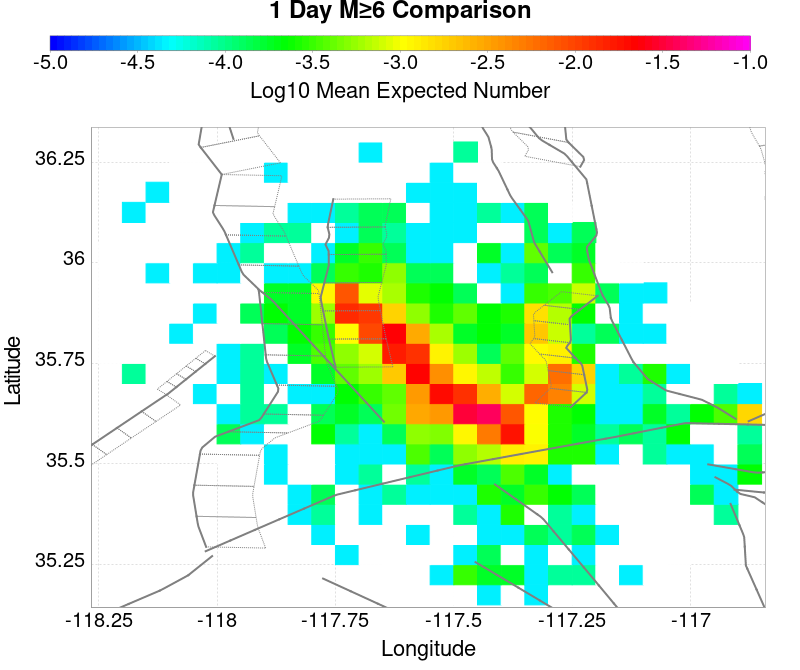 1 Day M≥6 Comparison
-5.0 -4.5 -4.0 -3.5 -3.0 -2.5 -2.0 -1.5 -1.0
Log10 Mean Expected Number
36.25
36
35.75
35.5
35.25
Latitude
-118.25 -118 -117.75 -117.5 -117.25 -117
Longitude